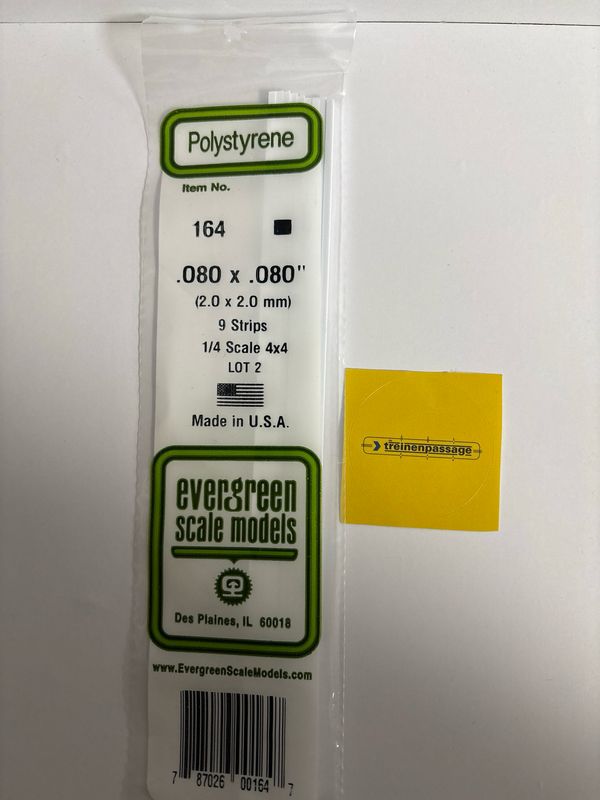 Polystyrene
Item No.
164
.080 x .080"
(2.0 x 2.0 mm)
9 Strips
1/4 Scale 4x4
LOT 2
Made in U.S.A.
evergreen
scale models
Des Plaines, IL 60018
www.EvergreenScaleModels.com
7 87026 00164 7
treinenpassage